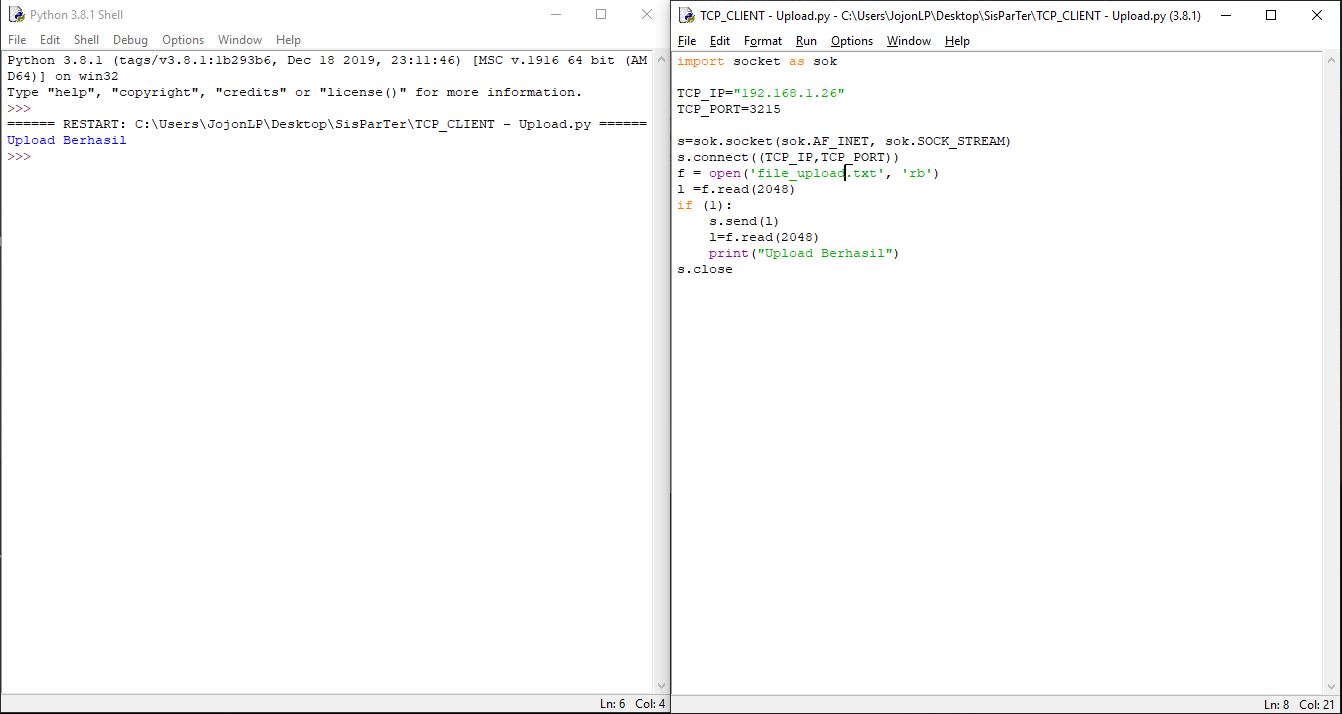 Python 3.8.1 Shell
File Edit Shell Debug Options Window Help
Python 3.8.1 (tags/v3.8.1:1b293b6, Dec 18 2019, 23:11:46) [MSC v.1916 64 bit (AM
D64)] on win32
Type "help", "copyright", "credits" or "license()" for more information.
>>>
====== RESTART: C:\Users\JojonLP\Desktop\SisParTer\TCP_CLIENT - Upload.py ======
Upload Berhasil
>>>
Ln: 6 Col: 4
TCP_CLIENT - Upload.py - C:\Users\JojonLP\Desktop\SisParTer\TCP_CLIENT - Upload.py (3.8.1)
File Edit Format Run Options Window Help
import socket as sok
TCP_IP="192.168.1.26"
TCP_PORT=3215
s=sok.socket(sok.AF_INET, sok.SOCK_STREAM)
s.connect((TCP_IP,TCP_PORT))
f = open('file_upload.txt', 'rb')
l =f.read(2048)
if (l):
    s.send(l)
    l=f.read(2048)
    print("Upload Berhasil")
s.close
Ln: 8 Col: 21